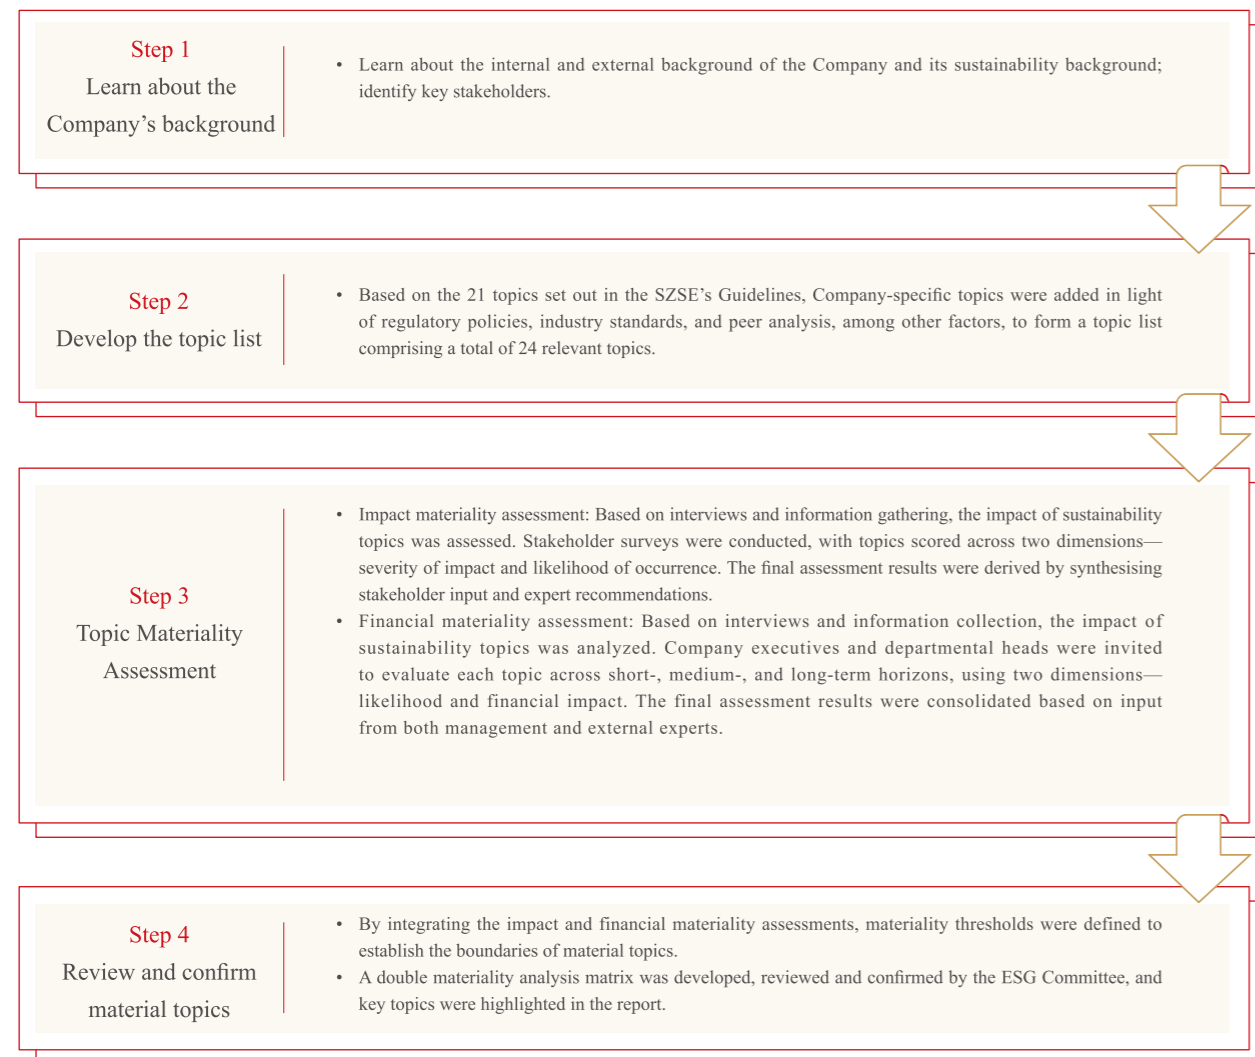 Step 1
Learn about the
Company’s background
• Learn about the internal and external background of the Company and its sustainability background;
identify key stakeholders.
Step 2
Develop the topic list
• Based on the 21 topics set out in the SZSE’s Guidelines, Company-specific topics were added in light
of regulatory policies, industry standards, and peer analysis, among other factors, to form a topic list
comprising a total of 24 relevant topics.
Step 3
Topic Materiality
Assessment
• Impact materiality assessment: Based on interviews and information gathering, the impact of sustainability
topics was assessed. Stakeholder surveys were conducted, with topics scored across two dimensions—
severity of impact and likelihood of occurrence. The final assessment results were derived by synthesising
stakeholder input and expert recommendations.
• Financial materiality assessment: Based on interviews and information collection, the impact of
sustainability topics was analyzed. Company executives and departmental heads were invited
to evaluate each topic across short-, medium-, and long-term horizons, using two dimensions—
likelihood and financial impact. The final assessment results were consolidated based on input
from both management and external experts.
Step 4
Review and confirm
material topics
• By integrating the impact and financial materiality assessments, materiality thresholds were defined to
establish the boundaries of material topics.
• A double materiality analysis matrix was developed, reviewed and confirmed by the ESG Committee, and
key topics were highlighted in the report.